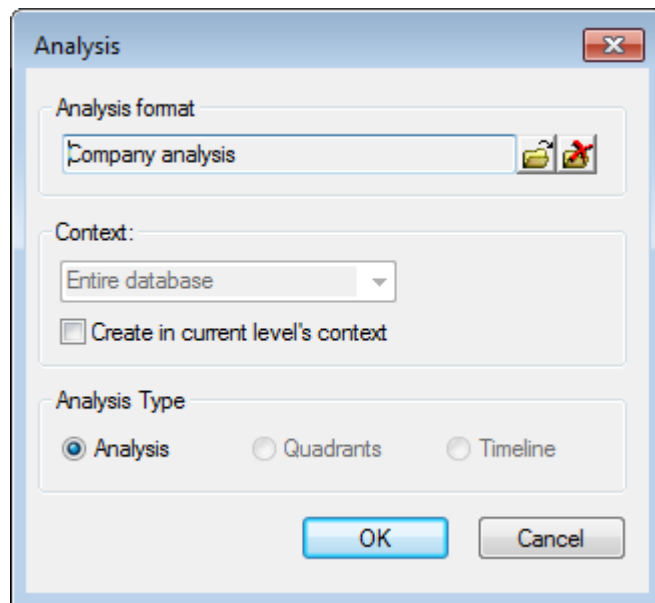 Analysis
Analysis format
Company analysis
Context:
Entire database
Create in current level's context
Analysis Type
Analysis Quadrants Timeline
OK Cancel